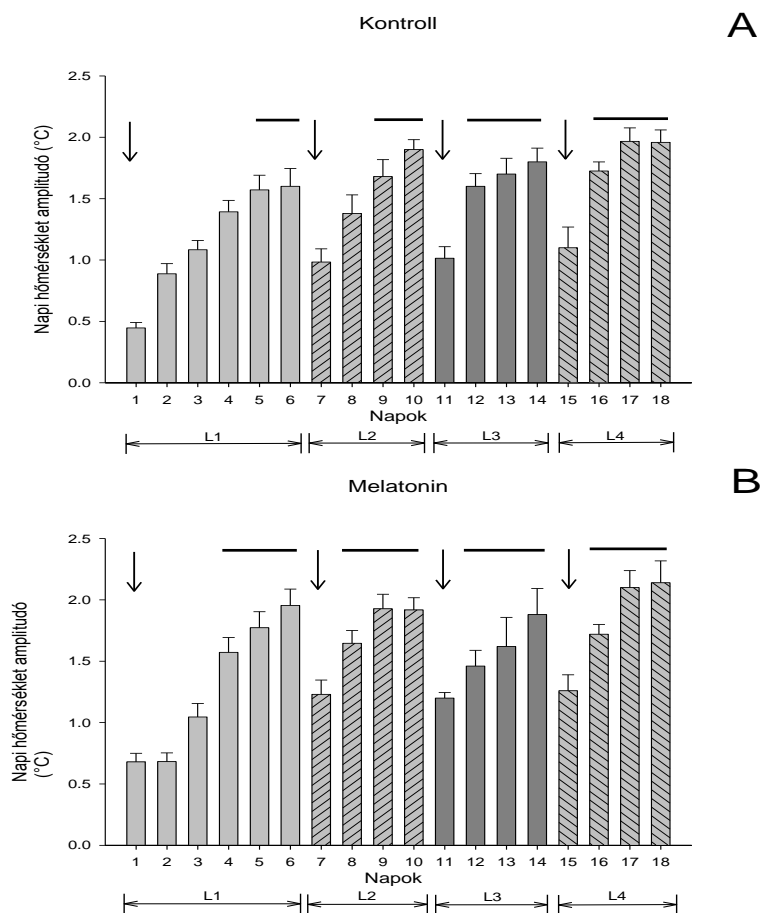 Kontroll
A
Napi hőmérséklet amplitudó (°C)
2.5
2.0
1.5
1.0
0.5
0.0
1 2 3 4 5 6 7 8 9 10 11 12 13 14 15 16 17 18
Napok
L1 L2 L3 L4
Melatonin
B
Napi hőmérséklet amplitudó
(°C)
2.5
2.0
1.5
1.0
0.5
0.0
1 2 3 4 5 6 7 8 9 10 11 12 13 14 15 16 17 18
Napok
L1 L2 L3 L4